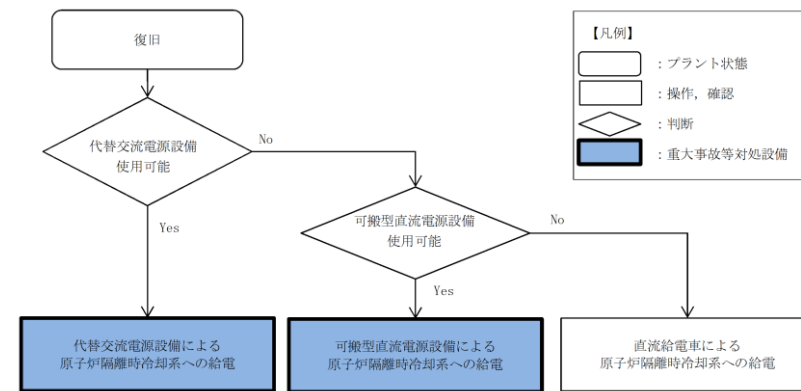 復旧
代替交流電源設備
使用可能
No
Yes
可搬型直流電源設備
使用可能
No
Yes
代替交流電源設備による
原子炉隔離時冷却系への給電
可搬型直流電源設備による
原子炉隔離時冷却系への給電
直流給電車による
原子炉隔離時冷却系への給電
【凡例】
：プラント状態
：操作，確認
：判断
：重大事故等対処設備